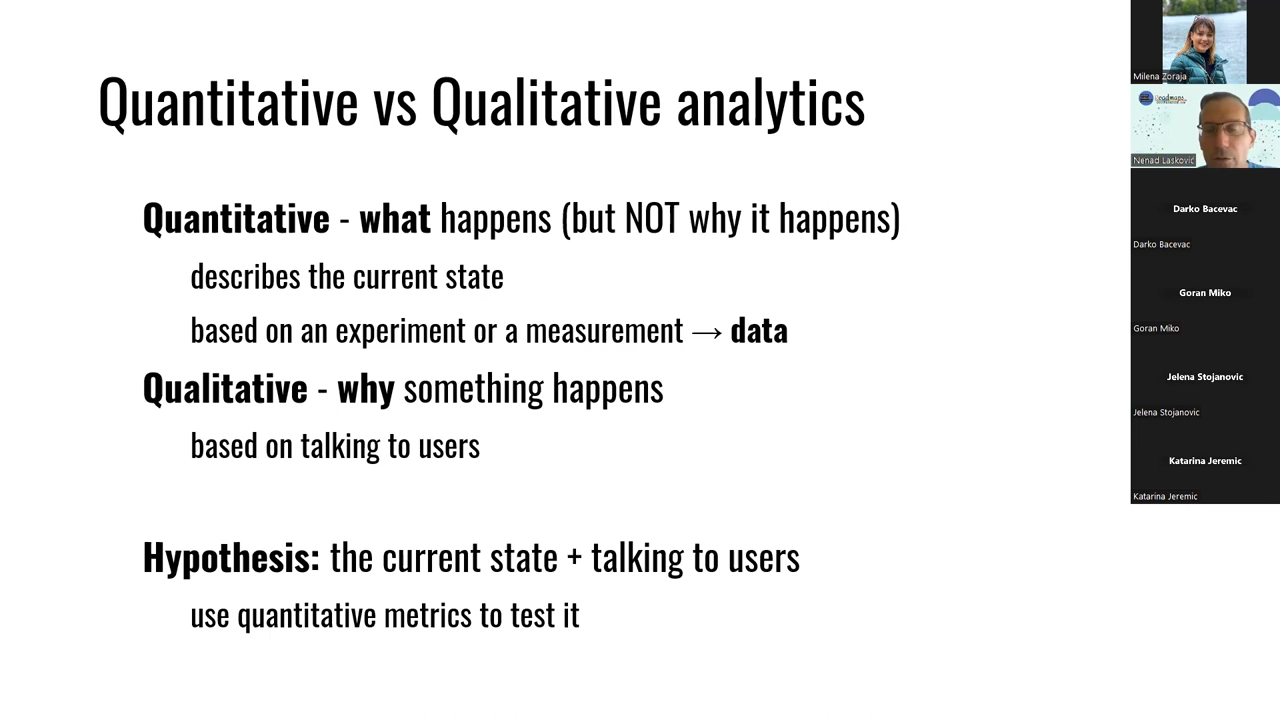 Quantitative vs Qualitative analytics
Quantitative - what happens (but NOT why it happens)
describes the current state
based on an experiment or a measurement → data
Qualitative - why something happens
based on talking to users
Hypothesis: the current state + talking to users
use quantitative metrics to test it
Milena Zoraja
Nenad Lasković
Darko Bacevac
Darko Bacevac
Goran Miko
Goran Miko
Jelena Stojanovic
Jelena Stojanovic
Katarina Jeremic
Katarina Jeremic